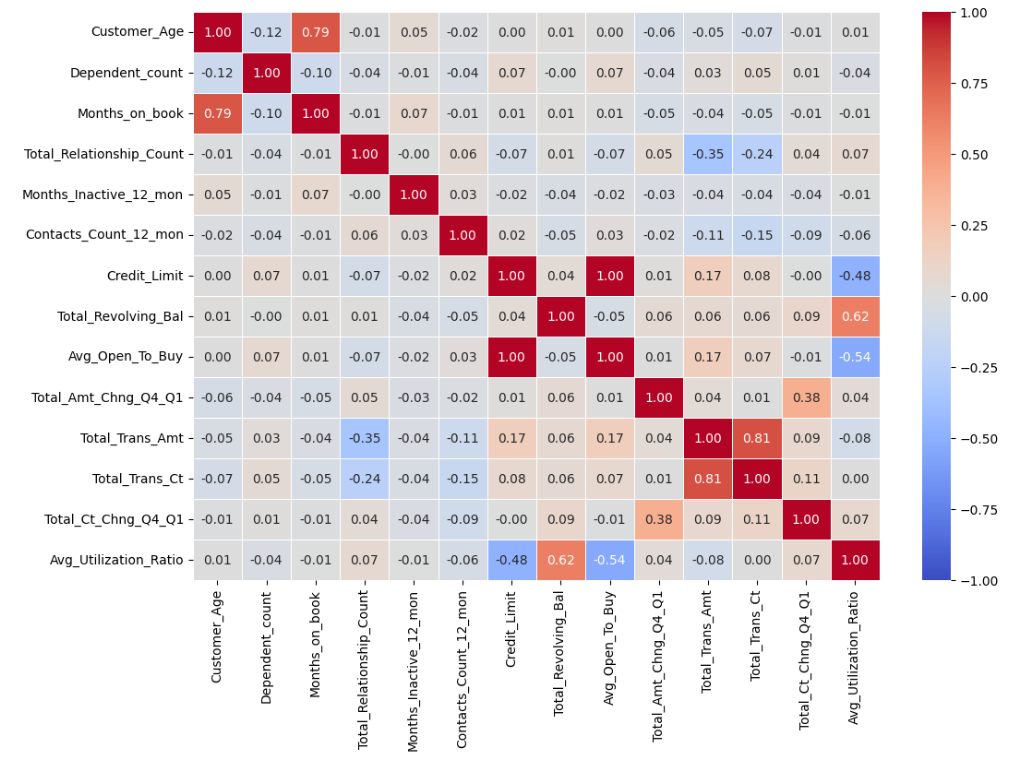 Customer_Age 1.00 -0.12 0.79 -0.01 0.05 -0.02 0.00 0.01 0.00 -0.06 -0.05 -0.07 -0.01 0.01
Dependent_count -0.12 1.00 -0.10 -0.04 -0.01 -0.04 0.07 -0.00 0.07 -0.04 0.03 0.05 0.01 -0.04
Months_on_book 0.79 -0.10 1.00 -0.01 0.07 -0.01 0.01 0.01 0.01 -0.05 -0.04 -0.05 -0.01 -0.01
Total_Relationship_Count -0.01 -0.04 -0.01 1.00 -0.00 0.06 -0.07 0.01 -0.07 0.05 -0.35 -0.24 0.04 0.07
Months_Inactive_12_mon 0.05 -0.01 0.07 -0.00 1.00 0.03 -0.02 -0.04 -0.02 -0.03 -0.04 -0.04 -0.04 -0.01
Contacts_Count_12_mon -0.02 -0.04 -0.01 0.06 0.03 1.00 0.02 -0.05 0.03 -0.02 -0.11 -0.15 -0.09 -0.06
Credit_Limit 0.00 0.07 0.01 -0.07 -0.02 0.02 1.00 0.04 1.00 0.01 0.17 0.08 -0.00 -0.48
Total_Revolving_Bal 0.01 -0.00 0.01 0.01 -0.04 -0.05 0.04 1.00 -0.05 0.06 0.06 0.06 0.09 0.62
Avg_Open_To_Buy 0.00 0.07 0.01 -0.07 -0.02 0.03 1.00 -0.05 1.00 0.01 0.17 0.07 -0.01 -0.54
Total_Amt_Chng_Q4_Q1 -0.06 -0.04 -0.05 0.05 -0.03 -0.02 0.01 0.06 0.01 1.00 0.04 0.01 0.38 0.04
Total_Trans_Amt -0.05 0.03 -0.04 -0.35 -0.04 -0.11 0.17 0.06 0.17 0.04 1.00 0.81 0.09 -0.08
Total_Trans_Ct -0.07 0.05 -0.05 -0.24 -0.04 -0.15 0.08 0.06 0.07 0.01 0.81 1.00 0.11 0.00
Total_Ct_Chng_Q4_Q1 -0.01 0.01 -0.01 0.04 -0.04 -0.09 -0.00 0.09 -0.01 0.38 0.09 0.11 1.00 0.07
Avg_Utilization_Ratio 0.01 -0.04 -0.01 0.07 -0.01 -0.06 -0.48 0.62 -0.54 0.04 -0.08 0.00 0.07 1.00
Customer_Age
Dependent_count
Months_on_book
Total_Relationship_Count
Months_Inactive_12_mon
Contacts_Count_12_mon
Credit_Limit
Total_Revolving_Bal
Avg_Open_To_Buy
Total_Amt_Chng_Q4_Q1
Total_Trans_Amt
Total_Trans_Ct
Total_Ct_Chng_Q4_Q1
Avg_Utilization_Ratio
1.00
0.75
0.50
0.25
0.00
−0.25
−0.50
−0.75
−1.00